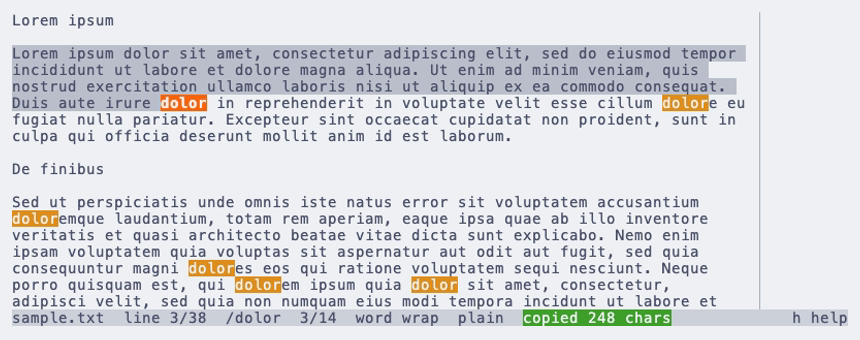 Lorem ipsum
Lorem ipsum dolor sit amet, consectetur adipiscing elit, sed do eiusmod tempor
incididunt ut labore et dolore magna aliqua. Ut enim ad minim veniam, quis
nostrud exercitation ullamco laboris nisi ut aliquip ex ea commodo consequat.
Duis aute irure dolor in reprehenderit in voluptate velit esse cillum dolore eu
fugiat nulla pariatur. Excepteur sint occaecat cupidatat non proident, sunt in
culpa qui officia deserunt mollit anim id est laborum.
De finibus
Sed ut perspiciatis unde omnis iste natus error sit voluptatem accusantium
doloremque laudantium, totam rem aperiam, eaque ipsa quae ab illo inventore
veritatis et quasi architecto beatae vitae dicta sunt explicabo. Nemo enim
ipsam voluptatem quia voluptas sit aspernatur aut odit aut fugit, sed quia
consequuntur magni dolores eos qui ratione voluptatem sequi nesciunt. Neque
porro quisquam est, qui dolorem ipsum quia dolor sit amet, consectetur,
adipisci velit, sed quia non numquam eius modi tempora incidunt ut labore et
sample.txt  line 3/38  /dolor  3/14  word wrap  plain  copied 248 chars  h help